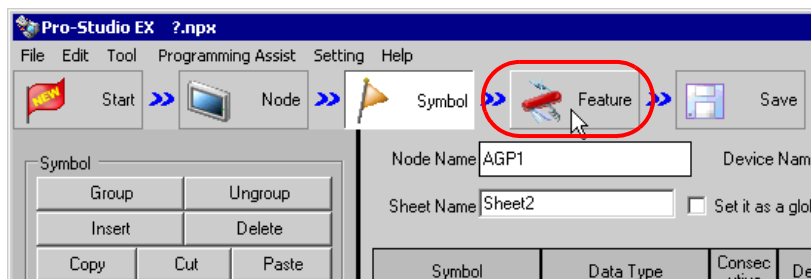 Pro-Studio EX ?.npx
File Edit Tool Programming Assist Setting Help
NEW Start Node Symbol Feature Save
Symbol
Group Ungroup
Insert Delete
Copy Cut Paste
Node Name AGP1 Device Nam
Sheet Name Sheet2 Set it as a glol
Symbol Data Type Consec